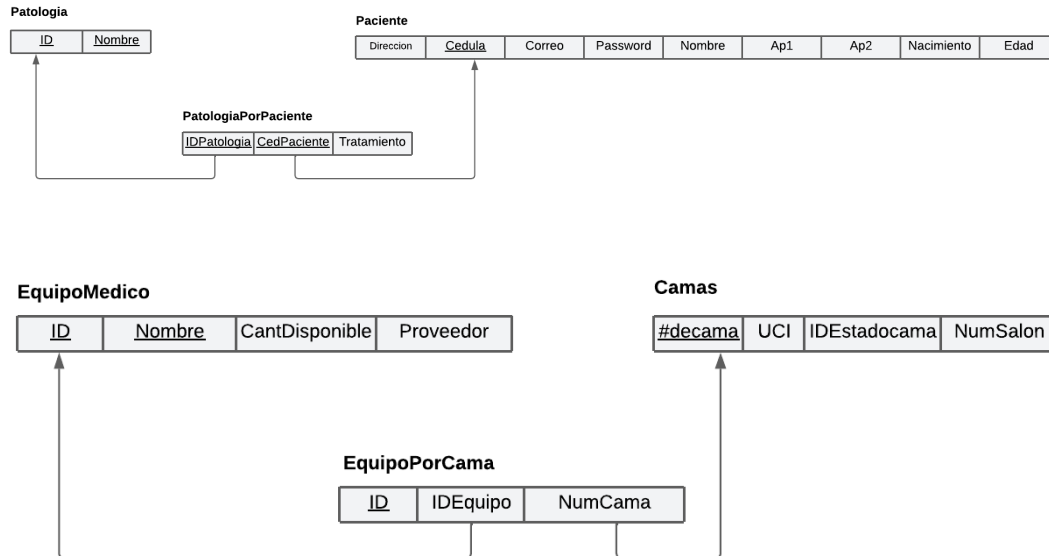 Patologia
ID Nombre
Paciente
Direccion Cedula Correo Password Nombre Ap1 Ap2 Nacimiento Edad
PatologiaPorPaciente
IDPatologia CedPaciente Tratamiento
EquipoMedico
ID Nombre CantDisponible Proveedor
Camas
#decama UCI IDEstadocama NumSalon
EquipoPorCama
ID IDEquipo NumCama